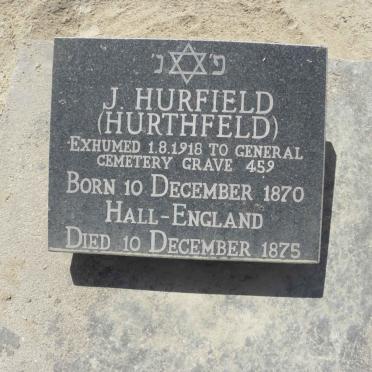 פ'נ'
J. HURFIELD
(HURTHFELD)
EXHUMED 1.8.1918 TO GENERAL
CEMETERY GRAVE 459
BORN 10 DECEMBER 1870
HALL-ENGLAND
DIED 10 DECEMBER 1875